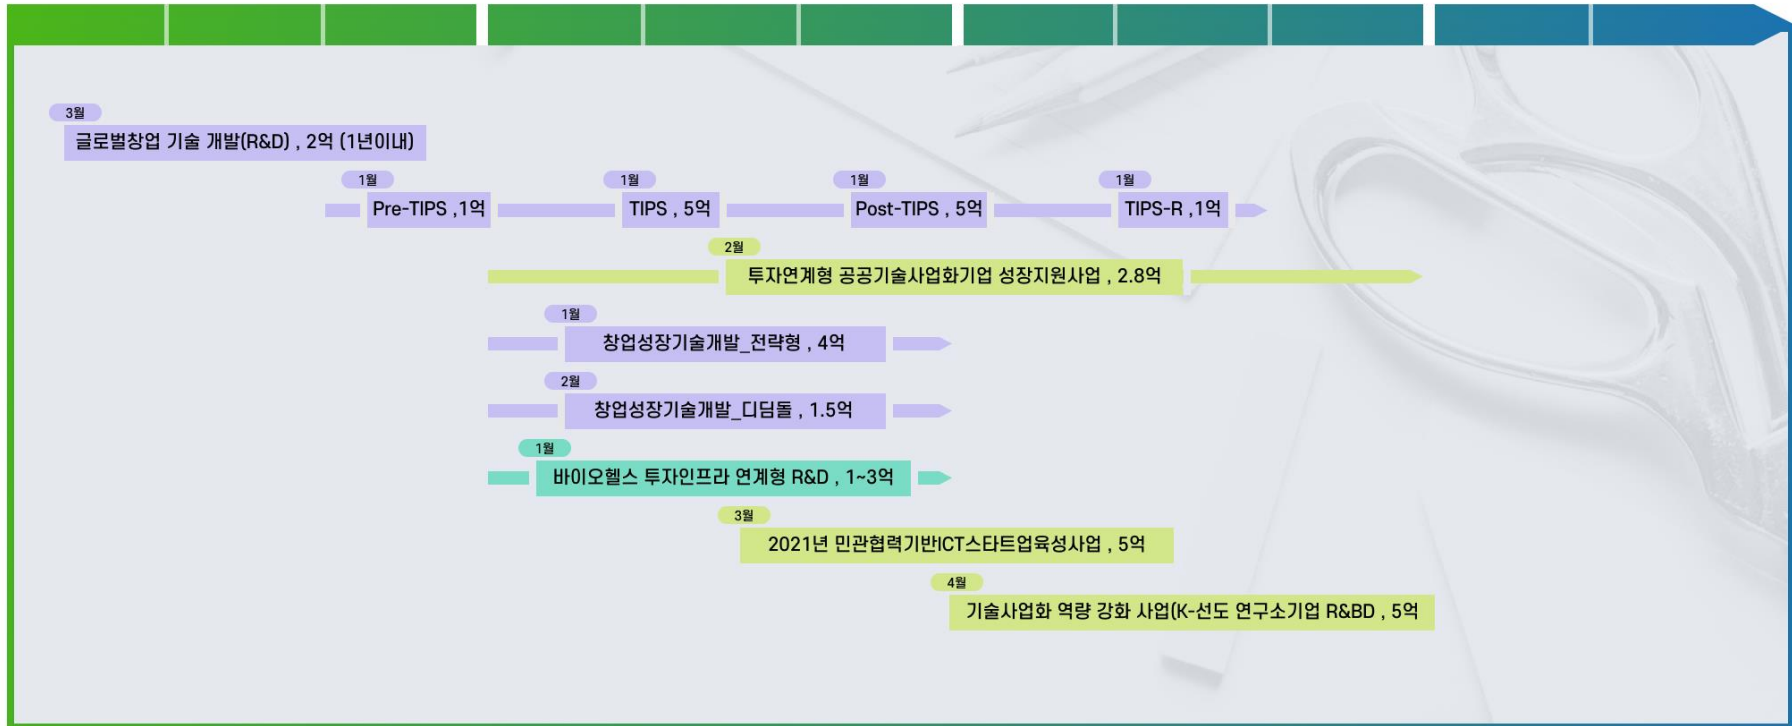 3월
글로벌창업 기술 개발(R&D) , 2억 (1년이내)
1월
Pre-TIPS ,1억
1월
TIPS , 5억
1월
Post-TIPS , 5억
1월
TIPS-R ,1억
2월
투자연계형 공공기술사업화기업 성장지원사업 , 2.8억
1월
창업성장기술개발_전략형 , 4억
2월
창업성장기술개발_디딤돌 , 1.5억
1월
바이오헬스 투자인프라 연계형 R&D , 1~3억
3월
2021년 민관협력기반ICT스타트업육성사업 , 5억
4월
기술사업화 역량 강화 사업(K-선도 연구소기업 R&BD , 5억